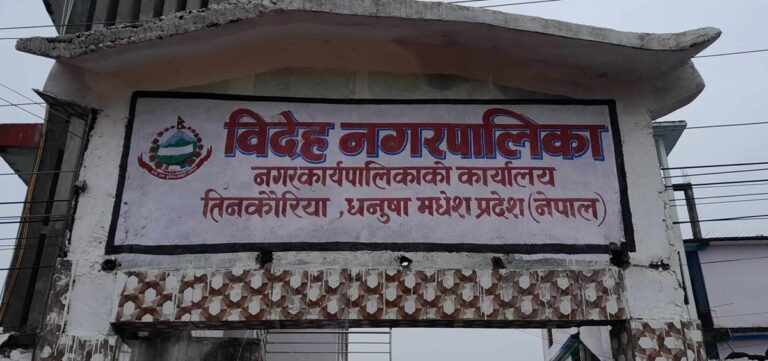 विदेह नगरपालिका
नगरकार्यपालिकाको कार्यालय
तिनकौरिया ,धनुषा मधेश प्रदेश (नेपाल)